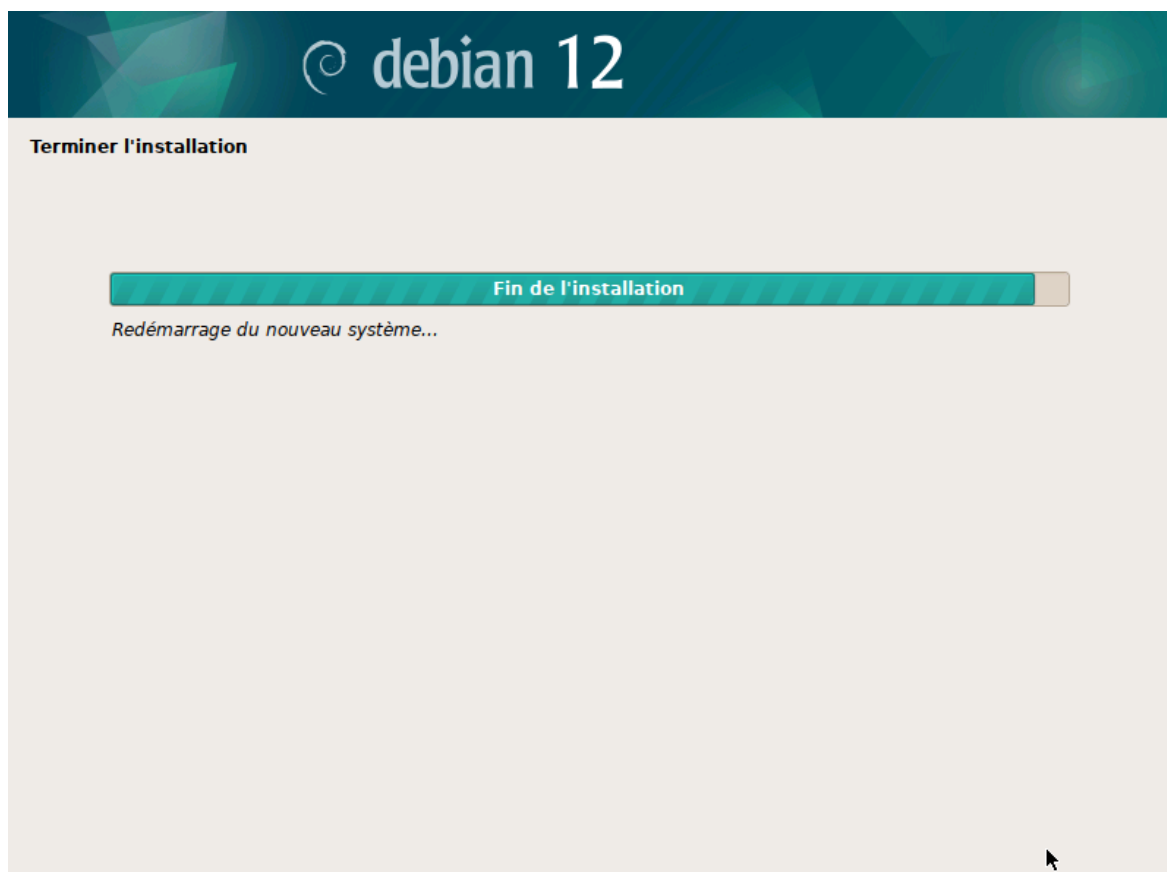 debian 12
Terminer l'installation
Fin de l'installation
Redémarrage du nouveau système...